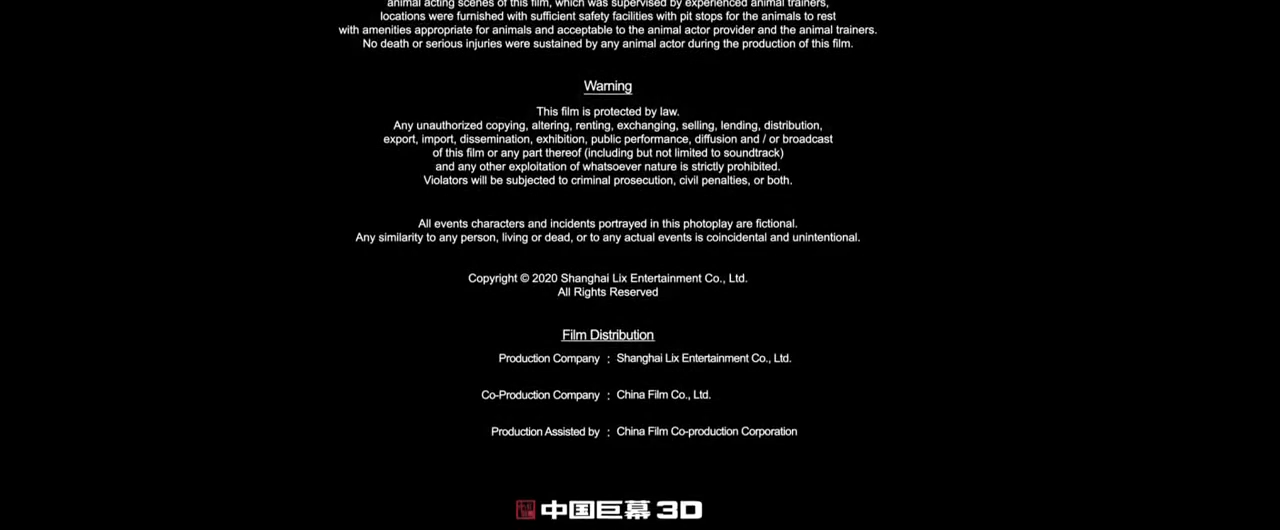 animal acting scenes of this film, which was supervised by experienced animal trainers,
locations were furnished with sufficient safety facilities with pit stops for the animals to rest
with amenities appropriate for animals and acceptable to the animal actor provider and the animal trainers.
No death or serious injuries were sustained by any animal actor during the production of this film.
Warning
This film is protected by law.
Any unauthorized copying, altering, renting, exchanging, selling, lending, distribution,
export, import, dissemination, exhibition, public performance, diffusion and / or broadcast
of this film or any part thereof (including but not limited to soundtrack)
and any other exploitation of whatsoever nature is strictly prohibited.
Violators will be subjected to criminal prosecution, civil penalties, or both.
All events characters and incidents portrayed in this photoplay are fictional.
Any similarity to any person, living or dead, or to any actual events is coincidental and unintentional.
Copyright © 2020 Shanghai Lix Entertainment Co., Ltd.
All Rights Reserved
Film Distribution
Production Company : Shanghai Lix Entertainment Co., Ltd.
Co-Production Company : China Film Co., Ltd.
Production Assisted by : China Film Co-production Corporation
中国巨幕 3D